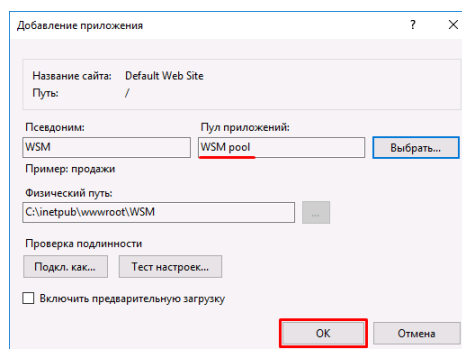 Добавление приложения ? ×
Название сайта: Default Web Site
Путь: /
Псевдоним: Пул приложений:
WSM WSM pool Выбрать...
Пример: продажи
Физический путь:
C:\inetpub\wwwroot\WSM ...
Проверка подлинности
Подкл. как... Тест настроек...
Включить предварительную загрузку
ОК Отмена